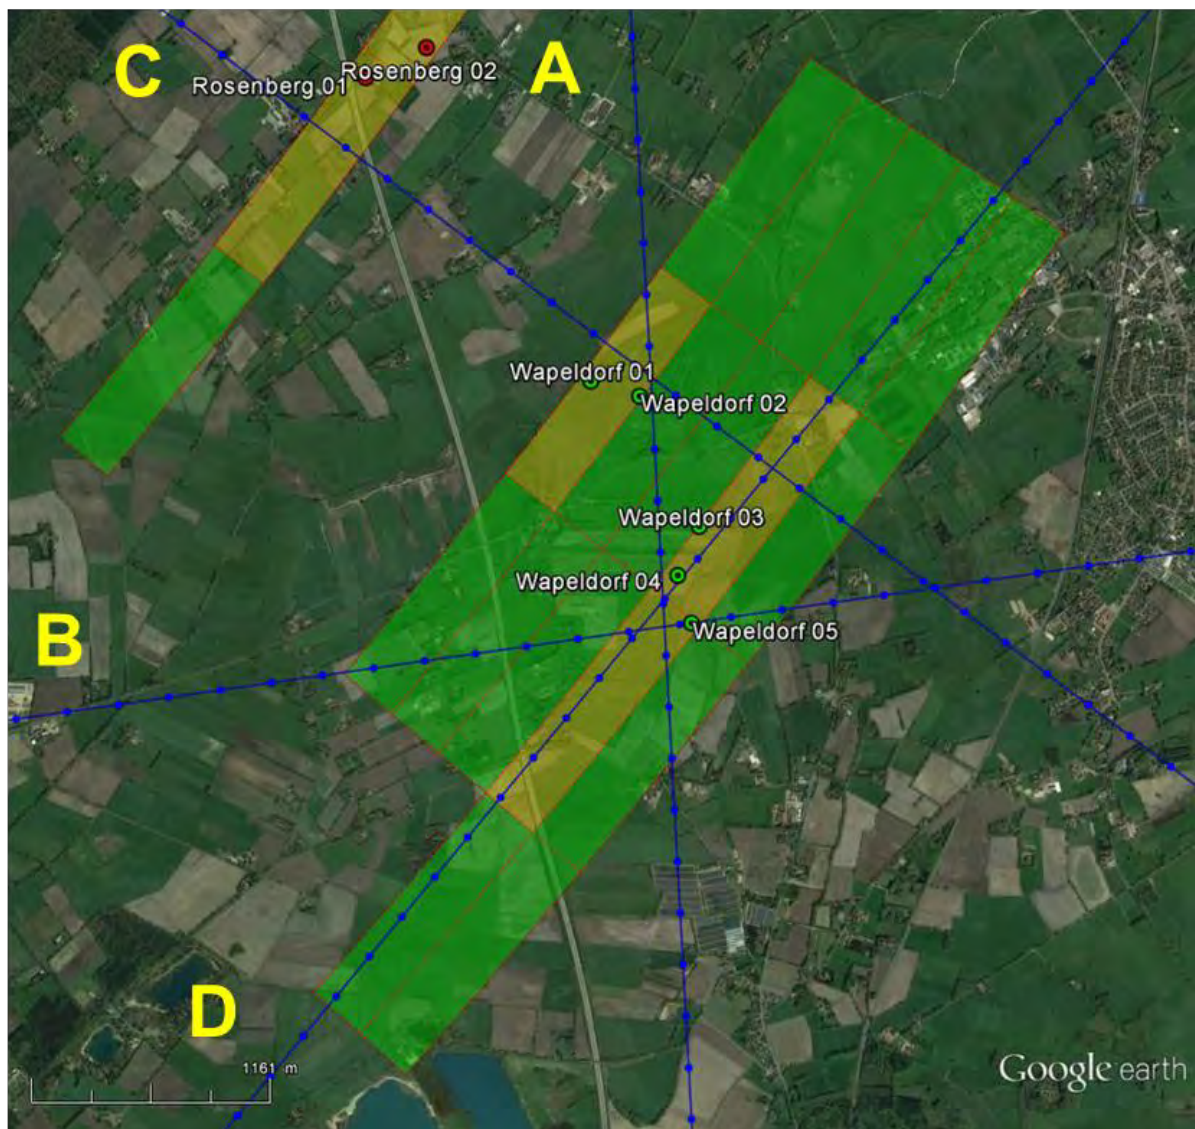 C
A
Rosenberg 02
Rosenberg 01
Wapeldorf 01
Wapeldorf 02
Wapeldorf 03
Wapeldorf 04
B
Wapeldorf 05
D
1161 m
Google earth